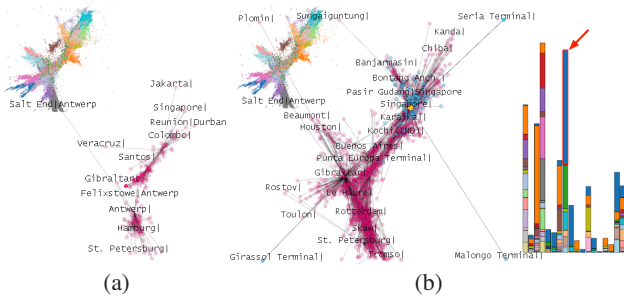 Salt End|Antwerp
Jakarta|
Singapore|
Reunion|Durban
Colombo|
Veracruz|
Santos|
Gibraltar|
Felixstowe|Antwerp
Antwerp|
Hamburg|
St. Petersburg|
(a)
Plomin|
Sungaiguntung|
Seria Terminal|
Kanda|
Chiba|
Banjarmasin|
Bontang Anch.|
Pasir Gudang|Singapore
Salt End|Antwerp
Singapore|
Beaumont|
Karaikal|
Houston|
Kochi(IND)|
Buenos Aires|
Punta Europa Terminal|
Gibraltar|
Rostov|
Le Havre|
Toulon|
Rotterdam|
Skaw|
St. Petersburg|
Girassol Terminal|
Tromso|
Malongo Terminal|
(b)